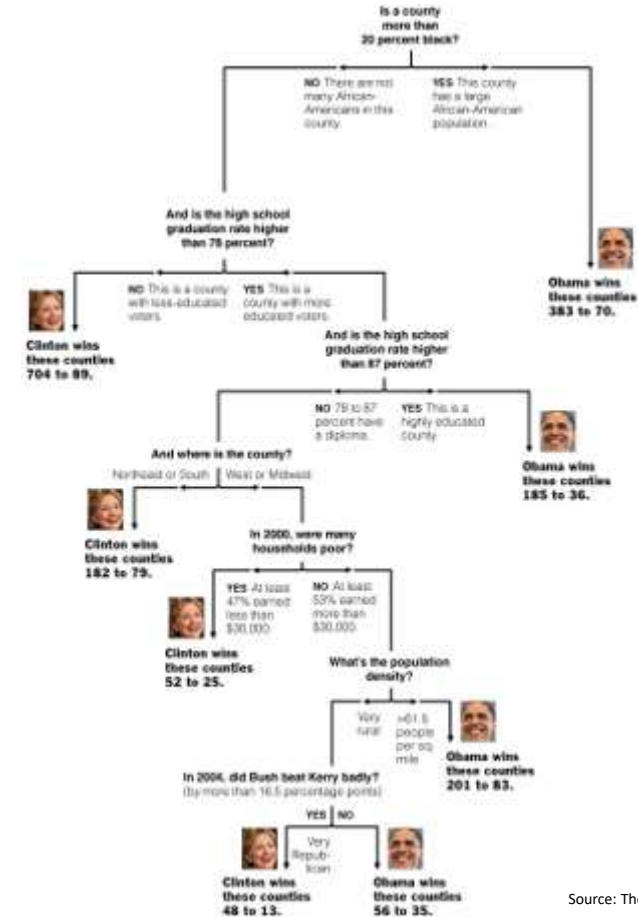 Is a county
more than
20 percent black?
NO There are not
many African-
Americans in this
county.
YES This county
has a large
African-American
population.
And is the high school
graduation rate higher
than 78 percent?
Obama wins
these counties
383 to 70.
NO This is a county
with less-educated
voters.
YES This is a
county with more
educated voters.
Clinton wins
these counties
704 to 89.
And is the high school
graduation rate higher
than 87 percent?
NO 78 to 87
percent have
a diploma.
YES This is a
highly educated
county.
Obama wins
these counties
185 to 36.
And where is the county?
Northeast or South
West or Midwest
Clinton wins
these counties
182 to 79.
In 2000, were many
households poor?
YES At least
47% earned
less than
$30,000.
NO At least
53% earned
more than
$30,000.
Clinton wins
these counties
52 to 25.
What's the population
density?
Very
rural
>61.5
people
per sq.
mile
Obama wins
these counties
201 to 83.
In 2004, did Bush beat Kerry badly?
(by more than 16.5 percentage points)
YES NO
Very
Repub-
lican
Clinton wins
these counties
48 to 13.
Obama wins
these counties
56 to 35.
Source: Th